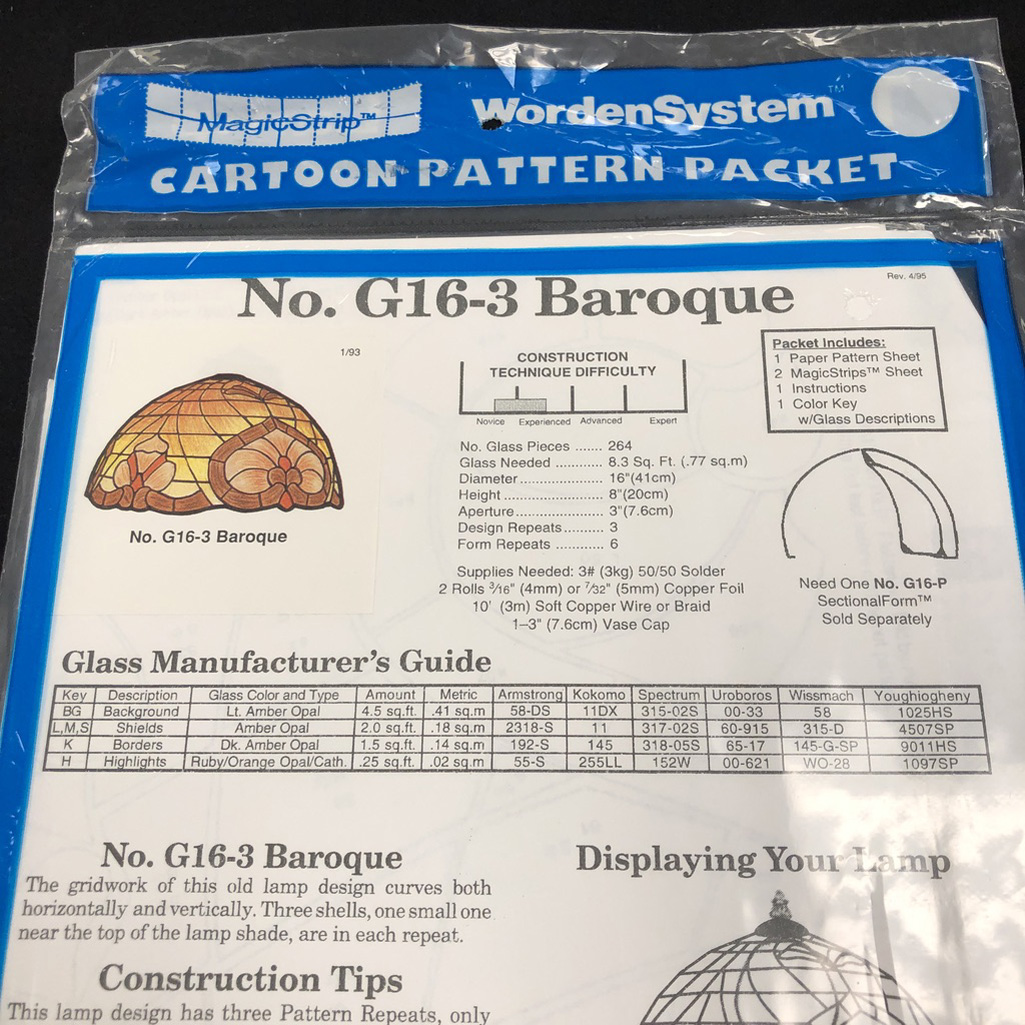 MagicStrip™
WordenSystem™
CARTOON PATTERN PACKET
Rev. 4/95
No. G16-3 Baroque
1/93
No. G16-3 Baroque
CONSTRUCTION
TECHNIQUE DIFFICULTY
Novice Experienced Advanced Expert
No. Glass Pieces ....... 264
Glass Needed ............ 8.3 Sq. Ft. (.77 sq.m)
Diameter..................... 16"(41cm)
Height ......................... 8"(20cm)
Aperture...................... 3"(7.6cm)
Design Repeats.......... 3
Form Repeats ............ 6
Supplies Needed: 3# (3kg) 50/50 Solder
2 Rolls 3/16" (4mm) or 7/32" (5mm) Copper Foil
10' (3m) Soft Copper Wire or Braid
1–3" (7.6cm) Vase Cap
Packet Includes:
1 Paper Pattern Sheet
2 MagicStrips™ Sheet
1 Instructions
1 Color Key
w/Glass Descriptions
Need One No. G16-P
SectionalForm™
Sold Separately
Glass Manufacturer's Guide
Key Description Glass Color and Type Amount Metric Armstrong Kokomo Spectrum Uroboros Wissmach Youghiogheny
BG Background Lt. Amber Opal 4.5 sq.ft. .41 sq.m 58-DS 11DX 315-02S 00-33 58 1025HS
L,M,S Shields Amber Opal 2.0 sq.ft. .18 sq.m 2318-S 11 317-02S 60-915 315-D 4507SP
K Borders Dk. Amber Opal 1.5 sq.ft. .14 sq.m 192-S 145 318-05S 65-17 145-G-SP 9011HS
H Highlights Ruby/Orange Opal/Cath. .25 sq.ft. .02 sq.m 55-S 255LL 152W 00-621 WO-28 1097SP
No. G16-3 Baroque
The gridwork of this old lamp design curves both
horizontally and vertically. Three shells, one small one
near the top of the lamp shade, are in each repeat.
Construction Tips
This lamp design has three Pattern Repeats, only
Displaying Your Lamp